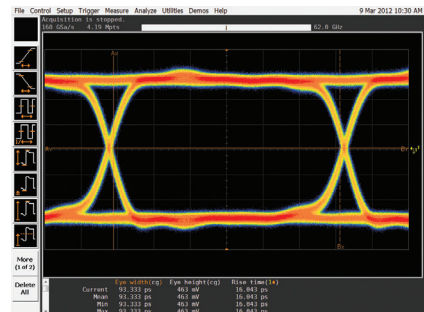 File Control Setup Trigger Measure Analyze Utilities Demos Help 9 Mar 2012 10:30 AM
Acquisition is stopped.
160 GSa/s 4.19 Mpts 62.0 GHz
More
(1 of 2)
Delete
All
Eye width(cg) Eye height(cg) Rise time(1*)
Current 93.333 ps 463 mV 16.043 ps
Mean 93.333 ps 463 mV 16.043 ps
Min 93.333 ps 463 mV 16.043 ps
Max 93.333 ps 463 mV 16.043 ps